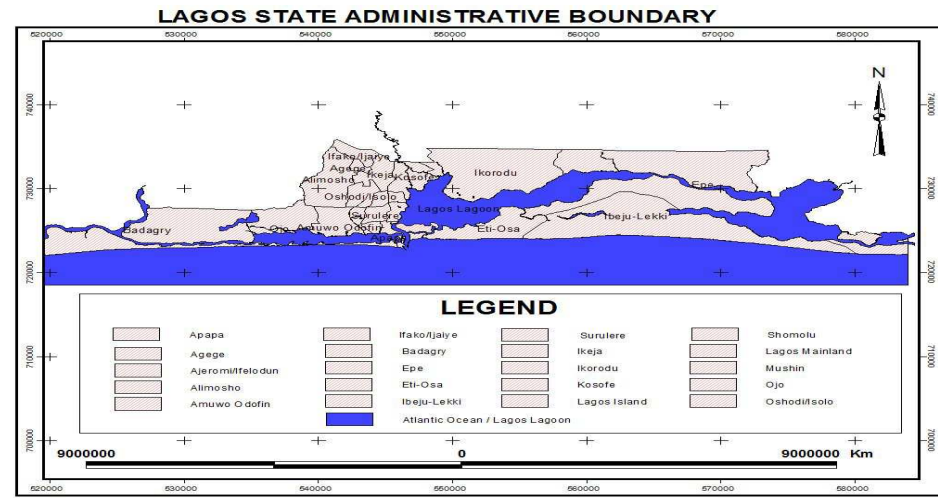 LAGOS STATE ADMINISTRATIVE BOUNDARY
520000 530000 540000 550000 560000 570000 580000
N
740000 740000
Ifako/Ijaiye
Agege
Ikeja Kosofe Ikorodu
Alimosho
730000 Epe 730000
Oshodi/Isolo
Lagos Lagoon
Surulere Ibeju-Lekki
Badagry Ojo Amuwo Odofin Eti-Osa
Apapa
720000 720000
LEGEND
Apapa Ifako/Ijaiye Surulere Shomolu
Agege Badagry Ikeja Lagos Mainland
Ajeromi/Ifelodun Epe Ikorodu Mushin
Alimosho Eti-Osa Kosofe Ojo
Amuwo Odofin Ibeju-Lekki Lagos Island Oshodi/Isolo
Atlantic Ocean / Lagos Lagoon
710000 710000
700000 700000
9000000 0 9000000 Km
520000 530000 540000 550000 560000 570000 580000